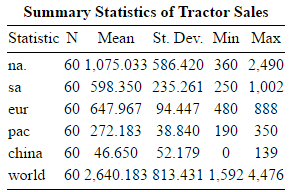 Summary Statistics of Tractor Sales
Statistic N Mean St. Dev. Min Max
na. 60 1,075.033 586.420 360 2,490
sa 60 598.350 235.261 250 1,002
eur 60 647.967 94.447 480 888
pac 60 272.183 38.840 190 350
china 60 46.650 52.179 0 139
world 60 2,640.183 813.431 1,592 4,476